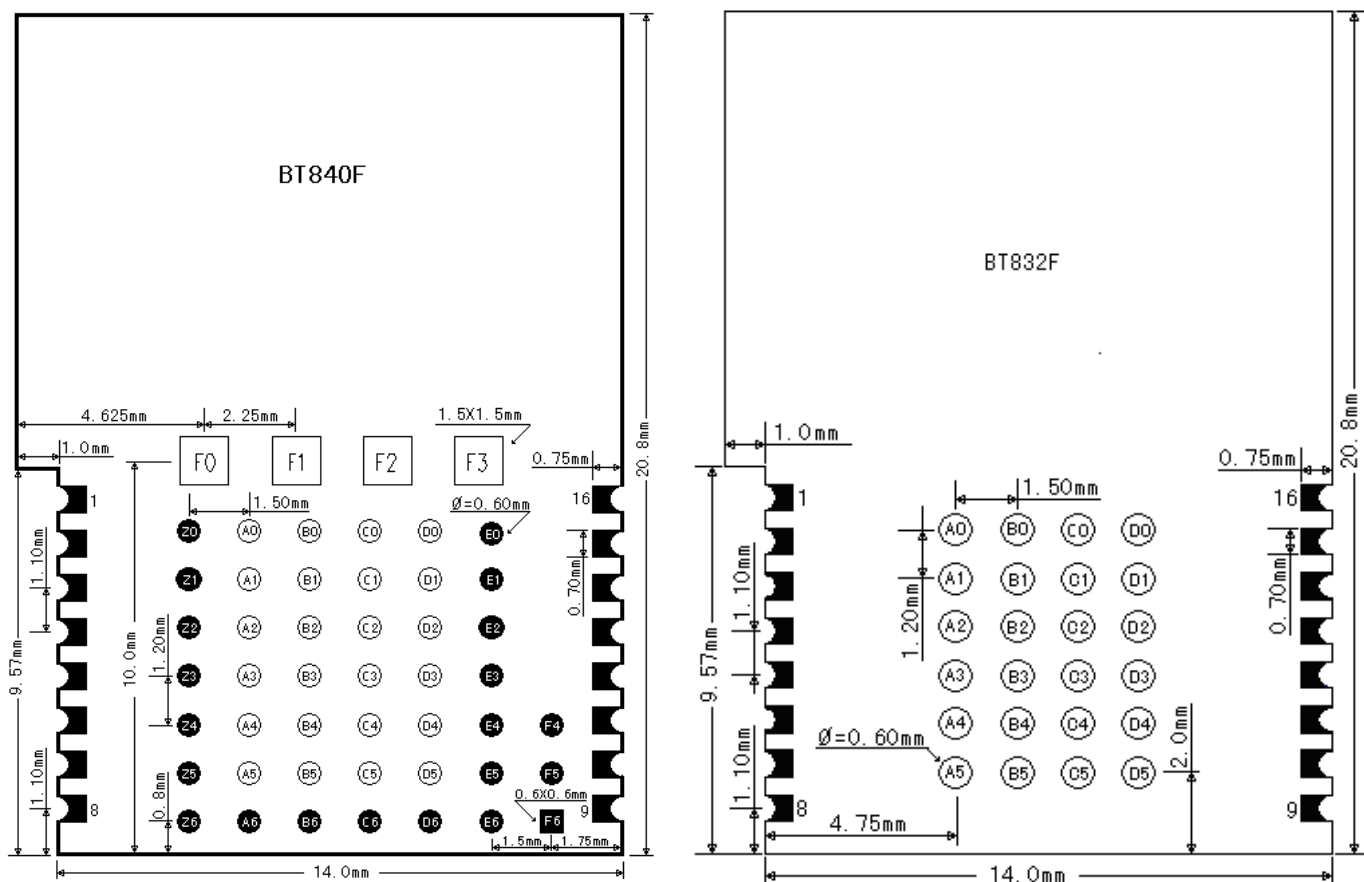 BT840F
4.625mm
2.25mm
1.5X1.5mm
1.0mm
F0 F1 F2 F3
0.75mm
20.8mm
1 16
1.50mm
Ø=0.60mm
Z0 A0 B0 C0 D0 E0
1.10mm
0.70mm
Z1 A1 B1 C1 D1 E1
Z2 A2 B2 C2 D2 E2
1.20mm
10.0mm
9.57mm
Z3 A3 B3 C3 D3 E3
Z4 A4 B4 C4 D4 E4 F4
Z5 A5 B5 C5 D5 E5 F5
1.10mm
0.8mm
0.6X0.6mm
8 9
Z6 A6 B6 C6 D6 E6 F6
1.5mm
1.75mm
14.0mm
BT832F
1.0mm
0.75mm
20.8mm
1 16
1.50mm
A0 B0 C0 D0
1.10mm
1.20mm
0.70mm
A1 B1 C1 D1
A2 B2 C2 D2
9.57mm
A3 B3 C3 D3
A4 B4 C4 D4
Ø=0.60mm
2.0mm
A5 B5 C5 D5
1.10mm
8 9
4.75mm
14.0mm